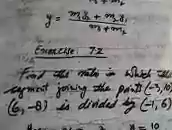 y = m₁y₂ + m₂y₁ / m₁ + m₂
Exercise: 7.2
Find the ratio in which the
segment joining the points (-3, 10)
(6, -8) is divided by (-1, 6)